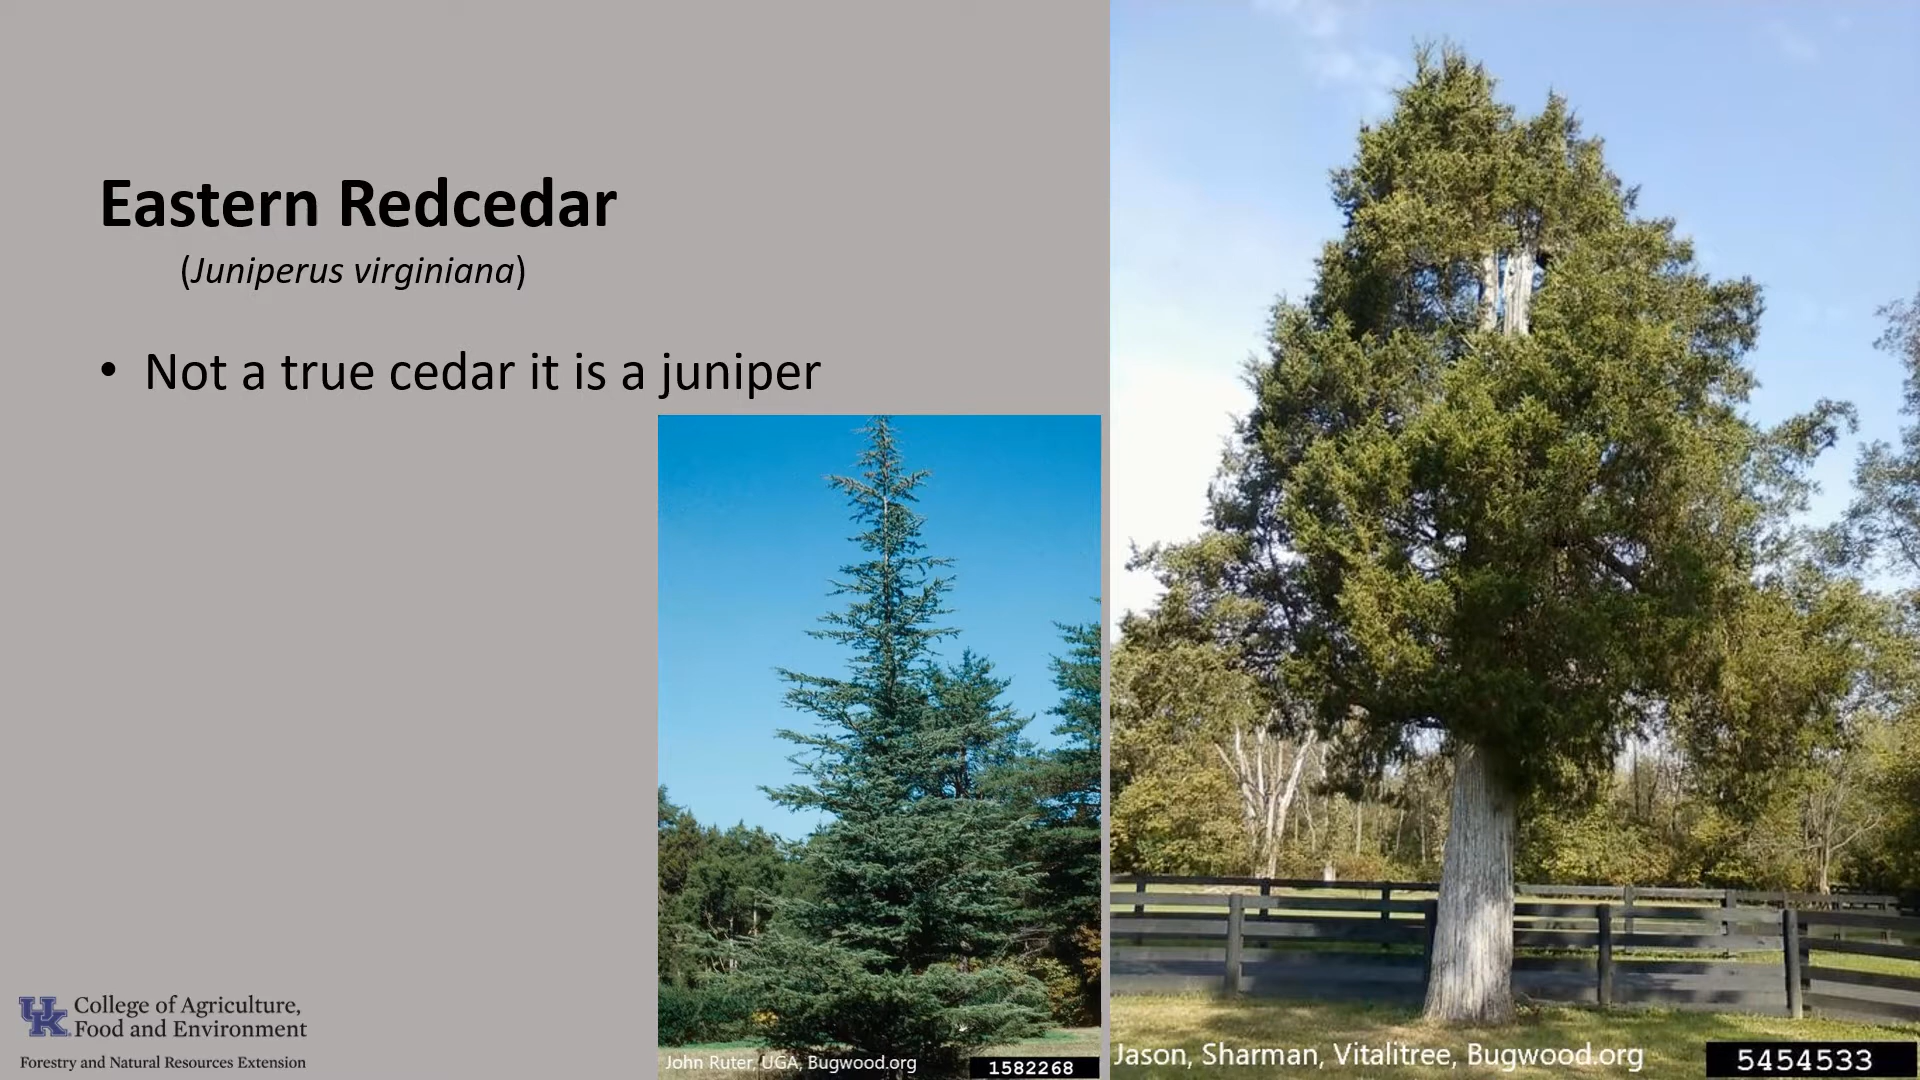 Eastern Redcedar
(Juniperus virginiana)
• Not a true cedar it is a juniper
UK College of Agriculture,
Food and Environment
Forestry and Natural Resources Extension
John Ruter, UGA, Bugwood.org
1582268
Jason, Sharman, Vitalitree, Bugwood.org
5454533